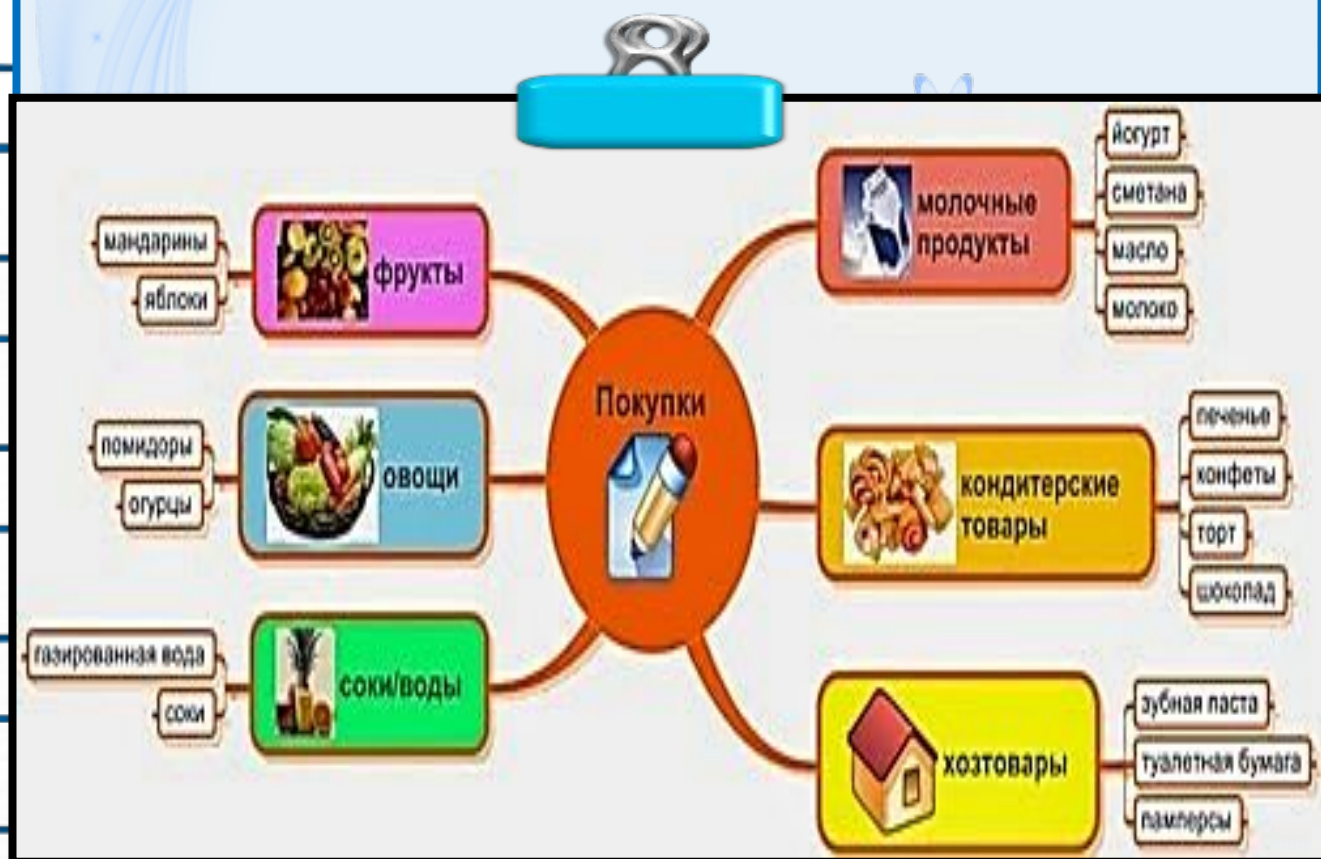 Покупки
фрукты
мандарины
яблоки
овощи
помидоры
огурцы
соки/воды
газированная вода
соки
молочные
продукты
йогурт
сметана
масло
молоко
кондитерские
товары
печенье
конфеты
торт
шоколад
хозтовары
зубная паста
туалетная бумага
памперсы